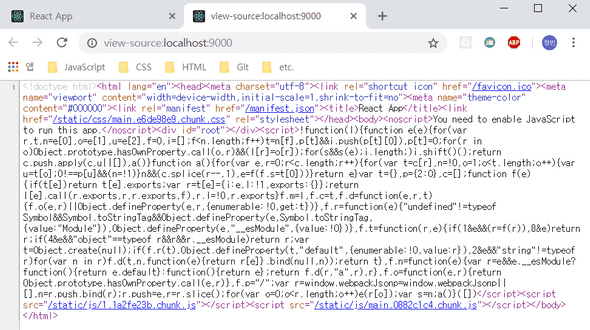 React App
view-source:localhost:9000
view-source:localhost:9000
앱
JavaScript
CSS
HTML
Git
etc.
정빈
1 <!doctype html><html lang="en"><head><meta charset="utf-8"><link rel="shortcut icon" href="/favicon.ico"><meta
name="viewport" content="width=device-width,initial-scale=1,shrink-to-fit=no"><meta name="theme-color"
content="#000000"><link rel="manifest" href="/manifest.json"><title>React App</title><link
href="/static/css/main.e6de98e9.chunk.css" rel="stylesheet"></head><body><noscript>You need to enable JavaScript
to run this app.</noscript><div id="root"></div><script>!function(l){function e(e){for(var
r,t,n=e[0],o=e[1],u=e[2],f=0,i=[];f<n.length;f++)t=n[f],p[t]&&i.push(p[t][0]),p[t]=0;for(r in
o)Object.prototype.hasOwnProperty.call(o,r)&&(l[r]=o[r]);for(s&&s(e);i.length;)i.shift()();return
c.push.apply(c,u||[]),a()}function a(){for(var e,r=0;r<c.length;r++){for(var t=c[r],n=!0,o=1;o<t.length;o++){var
u=t[o];0!==p[u]&&(n=!1)}n&&(c.splice(r--,1),e=f(f.s=t[0]))}return e}var t={},p={2:0},c=[];function f(e)
{if(t[e])return t[e].exports;var r=t[e]={i:e,l:!1,exports:{}};return
l[e].call(r.exports,r,r.exports,f),r.l=!0,r.exports}f.m=l,f.c=t,f.d=function(e,r,t)
{f.o(e,r)||Object.defineProperty(e,r,{enumerable:!0,get:t})},f.r=function(e){"undefined"!=typeof
Symbol&&Symbol.toStringTag&&Object.defineProperty(e,Symbol.toStringTag,
{value:"Module"}),Object.defineProperty(e,"__esModule",{value:!0})},f.t=function(r,e){if(1&e&&(r=f(r)),8&e)return
r;if(4&e&&"object"==typeof r&&r&&r.__esModule)return r;var
t=Object.create(null);if(f.r(t),Object.defineProperty(t,"default",{enumerable:!0,value:r}),2&e&&"string"!=typeof
r)for(var n in r)f.d(t,n,function(e){return r[e]}.bind(null,n));return t},f.n=function(e){var r=e&&e.__esModule?
function(){return e.default}:function(){return e};return f.d(r,"a",r),r},f.o=function(e,r){return
Object.prototype.hasOwnProperty.call(e,r)},f.p="/";var r=window.webpackJsonp=window.webpackJsonp||
[],n=r.push.bind(r);r.push=e,r=r.slice();for(var o=0;o<r.length;o++)e(r[o]);var s=n;a()}([])</script><script
src="/static/js/1.1a2fe23b.chunk.js"></script><script src="/static/js/main.0882c1c4.chunk.js"></script></body>
</html>